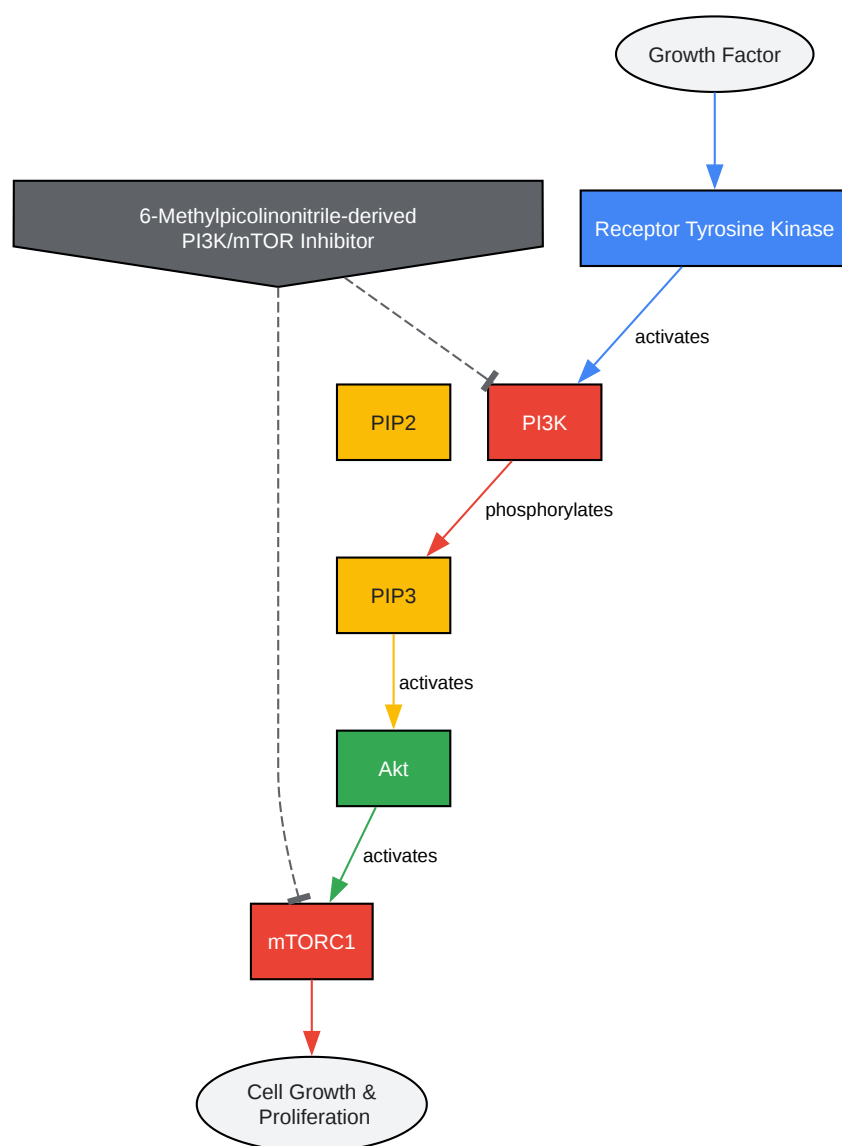 Growth Factor
6-Methylpicolinonitrile-derived
PI3K/mTOR Inhibitor
Receptor Tyrosine Kinase
activates
PIP2
PI3K
phosphorylates
PIP3
activates
Akt
activates
mTORC1
Cell Growth &
Proliferation